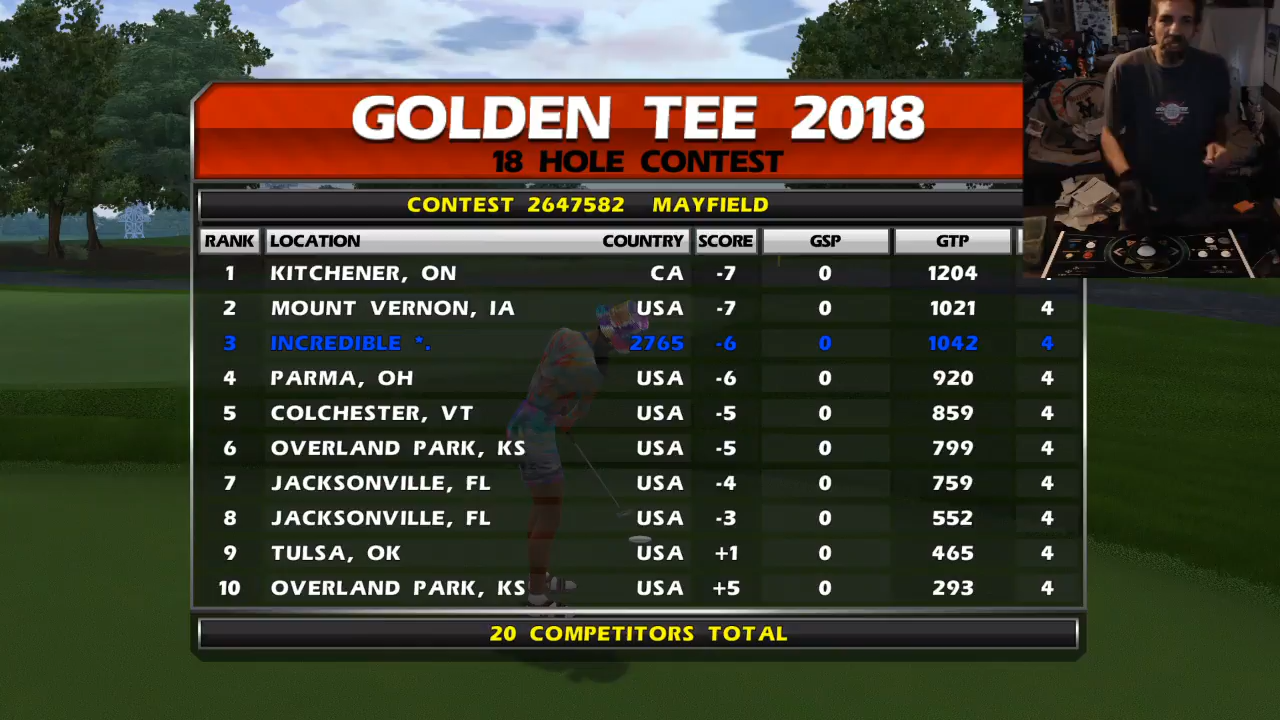 GOLDEN TEE 2018
18 HOLE CONTEST
CONTEST 2647582 MAYFIELD
RANK LOCATION COUNTRY SCORE GSP GTP
1 KITCHENER, ON CA -7 0 1204
2 MOUNT VERNON, IA USA -7 0 1021 4
3 INCREDIBLE *. 2765 -6 0 1042 4
4 PARMA, OH USA -6 0 920 4
5 COLCHESTER, VT USA -5 0 859 4
6 OVERLAND PARK, KS USA -5 0 799 4
7 JACKSONVILLE, FL USA -4 0 759 4
8 JACKSONVILLE, FL USA -3 0 552 4
9 TULSA, OK USA +1 0 465 4
10 OVERLAND PARK, KS USA +5 0 293 4
20 COMPETITORS TOTAL